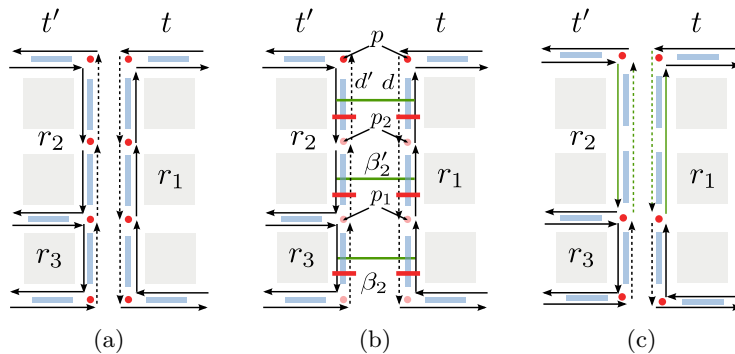 t′ t p t′ t t′ t
d′ d
r₂ r₂ p₂ r₂
β′₂
r₁ r₁ r₁
p₁
r₃ r₃ r₃
β₂
(a) (b) (c)